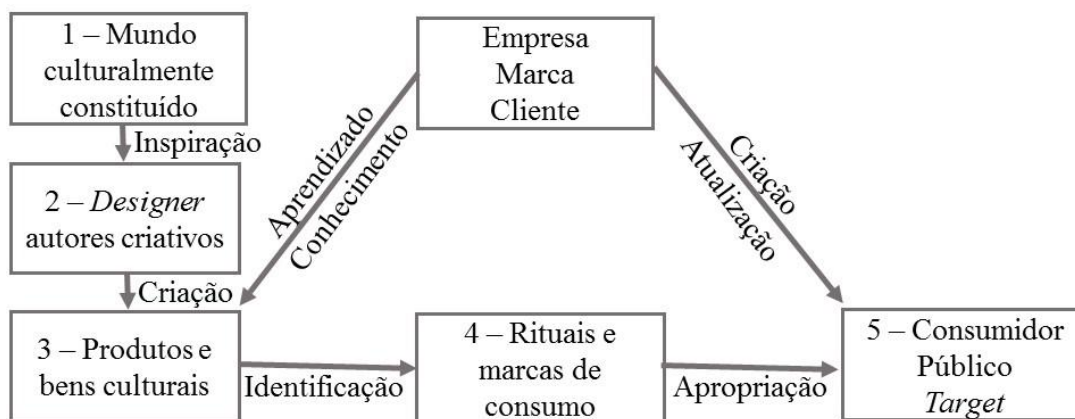 1 – Mundo
culturalmente
constituído
Inspiração
2 – Designer
autores criativos
Criação
3 – Produtos e
bens culturais
Identificação
Empresa
Marca
Cliente
Aprendizado
Conhecimento
Criação
Atualização
4 – Rituais e
marcas de
consumo
Apropriação
5 – Consumidor
Público
Target